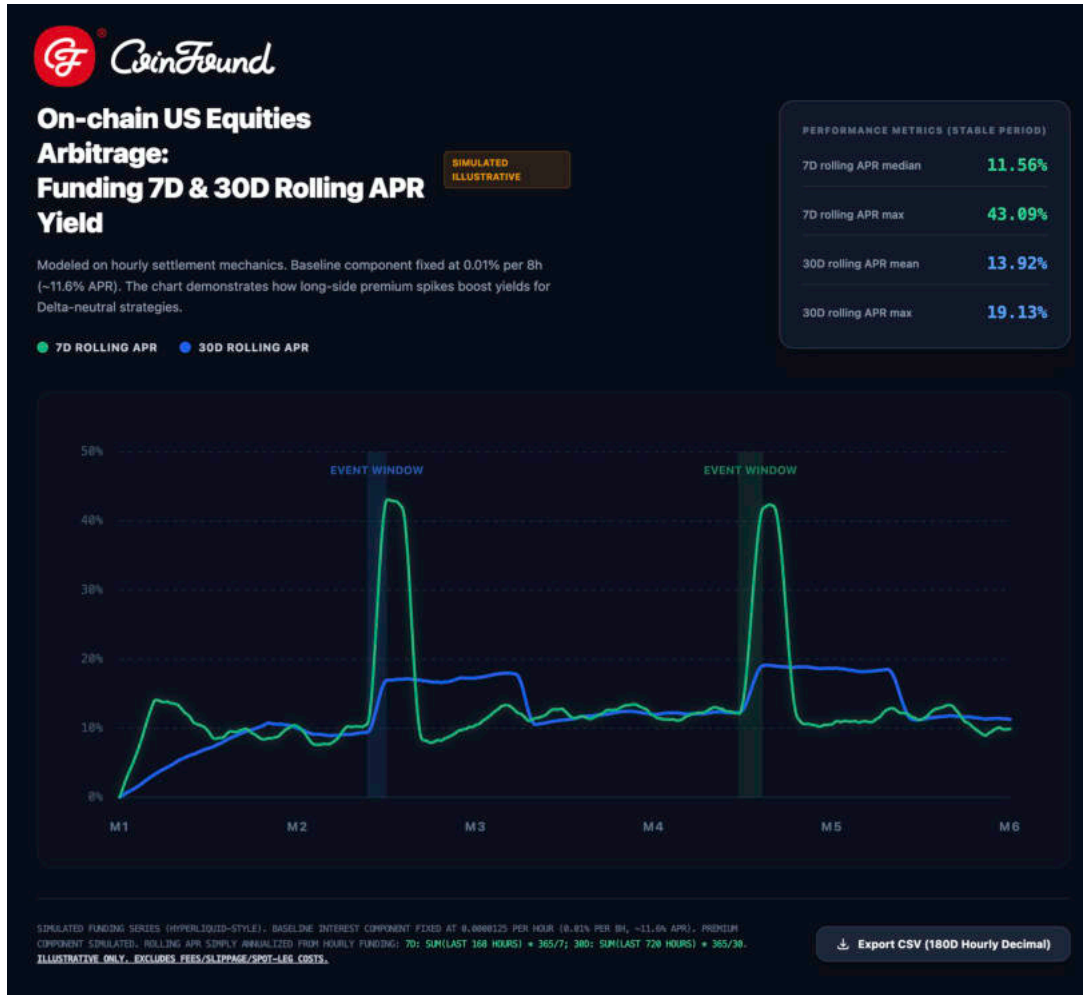 GF ® CoinFound
On-chain US Equities
Arbitrage:
Funding 7D & 30D Rolling APR
Yield
SIMULATED
ILLUSTRATIVE
Modeled on hourly settlement mechanics. Baseline component fixed at 0.01% per 8h
(~11.6% APR). The chart demonstrates how long-side premium spikes boost yields for
Delta-neutral strategies.
7D ROLLING APR 30D ROLLING APR
PERFORMANCE METRICS (STABLE PERIOD)
7D rolling APR median 11.56%
7D rolling APR max 43.09%
30D rolling APR mean 13.92%
30D rolling APR max 19.13%
50%
EVENT WINDOW EVENT WINDOW
40%
30%
20%
10%
0%
M1 M2 M3 M4 M5 M6
SIMULATED FUNDING SERIES (HYPERLIQUID-STYLE). BASELINE INTEREST COMPONENT FIXED AT 0.0000125 PER HOUR (0.01% PER 8H, ~11.6% APR). PREMIUM
COMPONENT SIMULATED. ROLLING APR SIMPLY ANNUALIZED FROM HOURLY FUNDING: 7D: SUM(LAST 168 HOURS) * 365/7; 30D: SUM(LAST 720 HOURS) * 365/30.
ILLUSTRATIVE ONLY. EXCLUDES FEES/SLIPPAGE/SPOT-LEG COSTS.
Export CSV (180D Hourly Decimal)